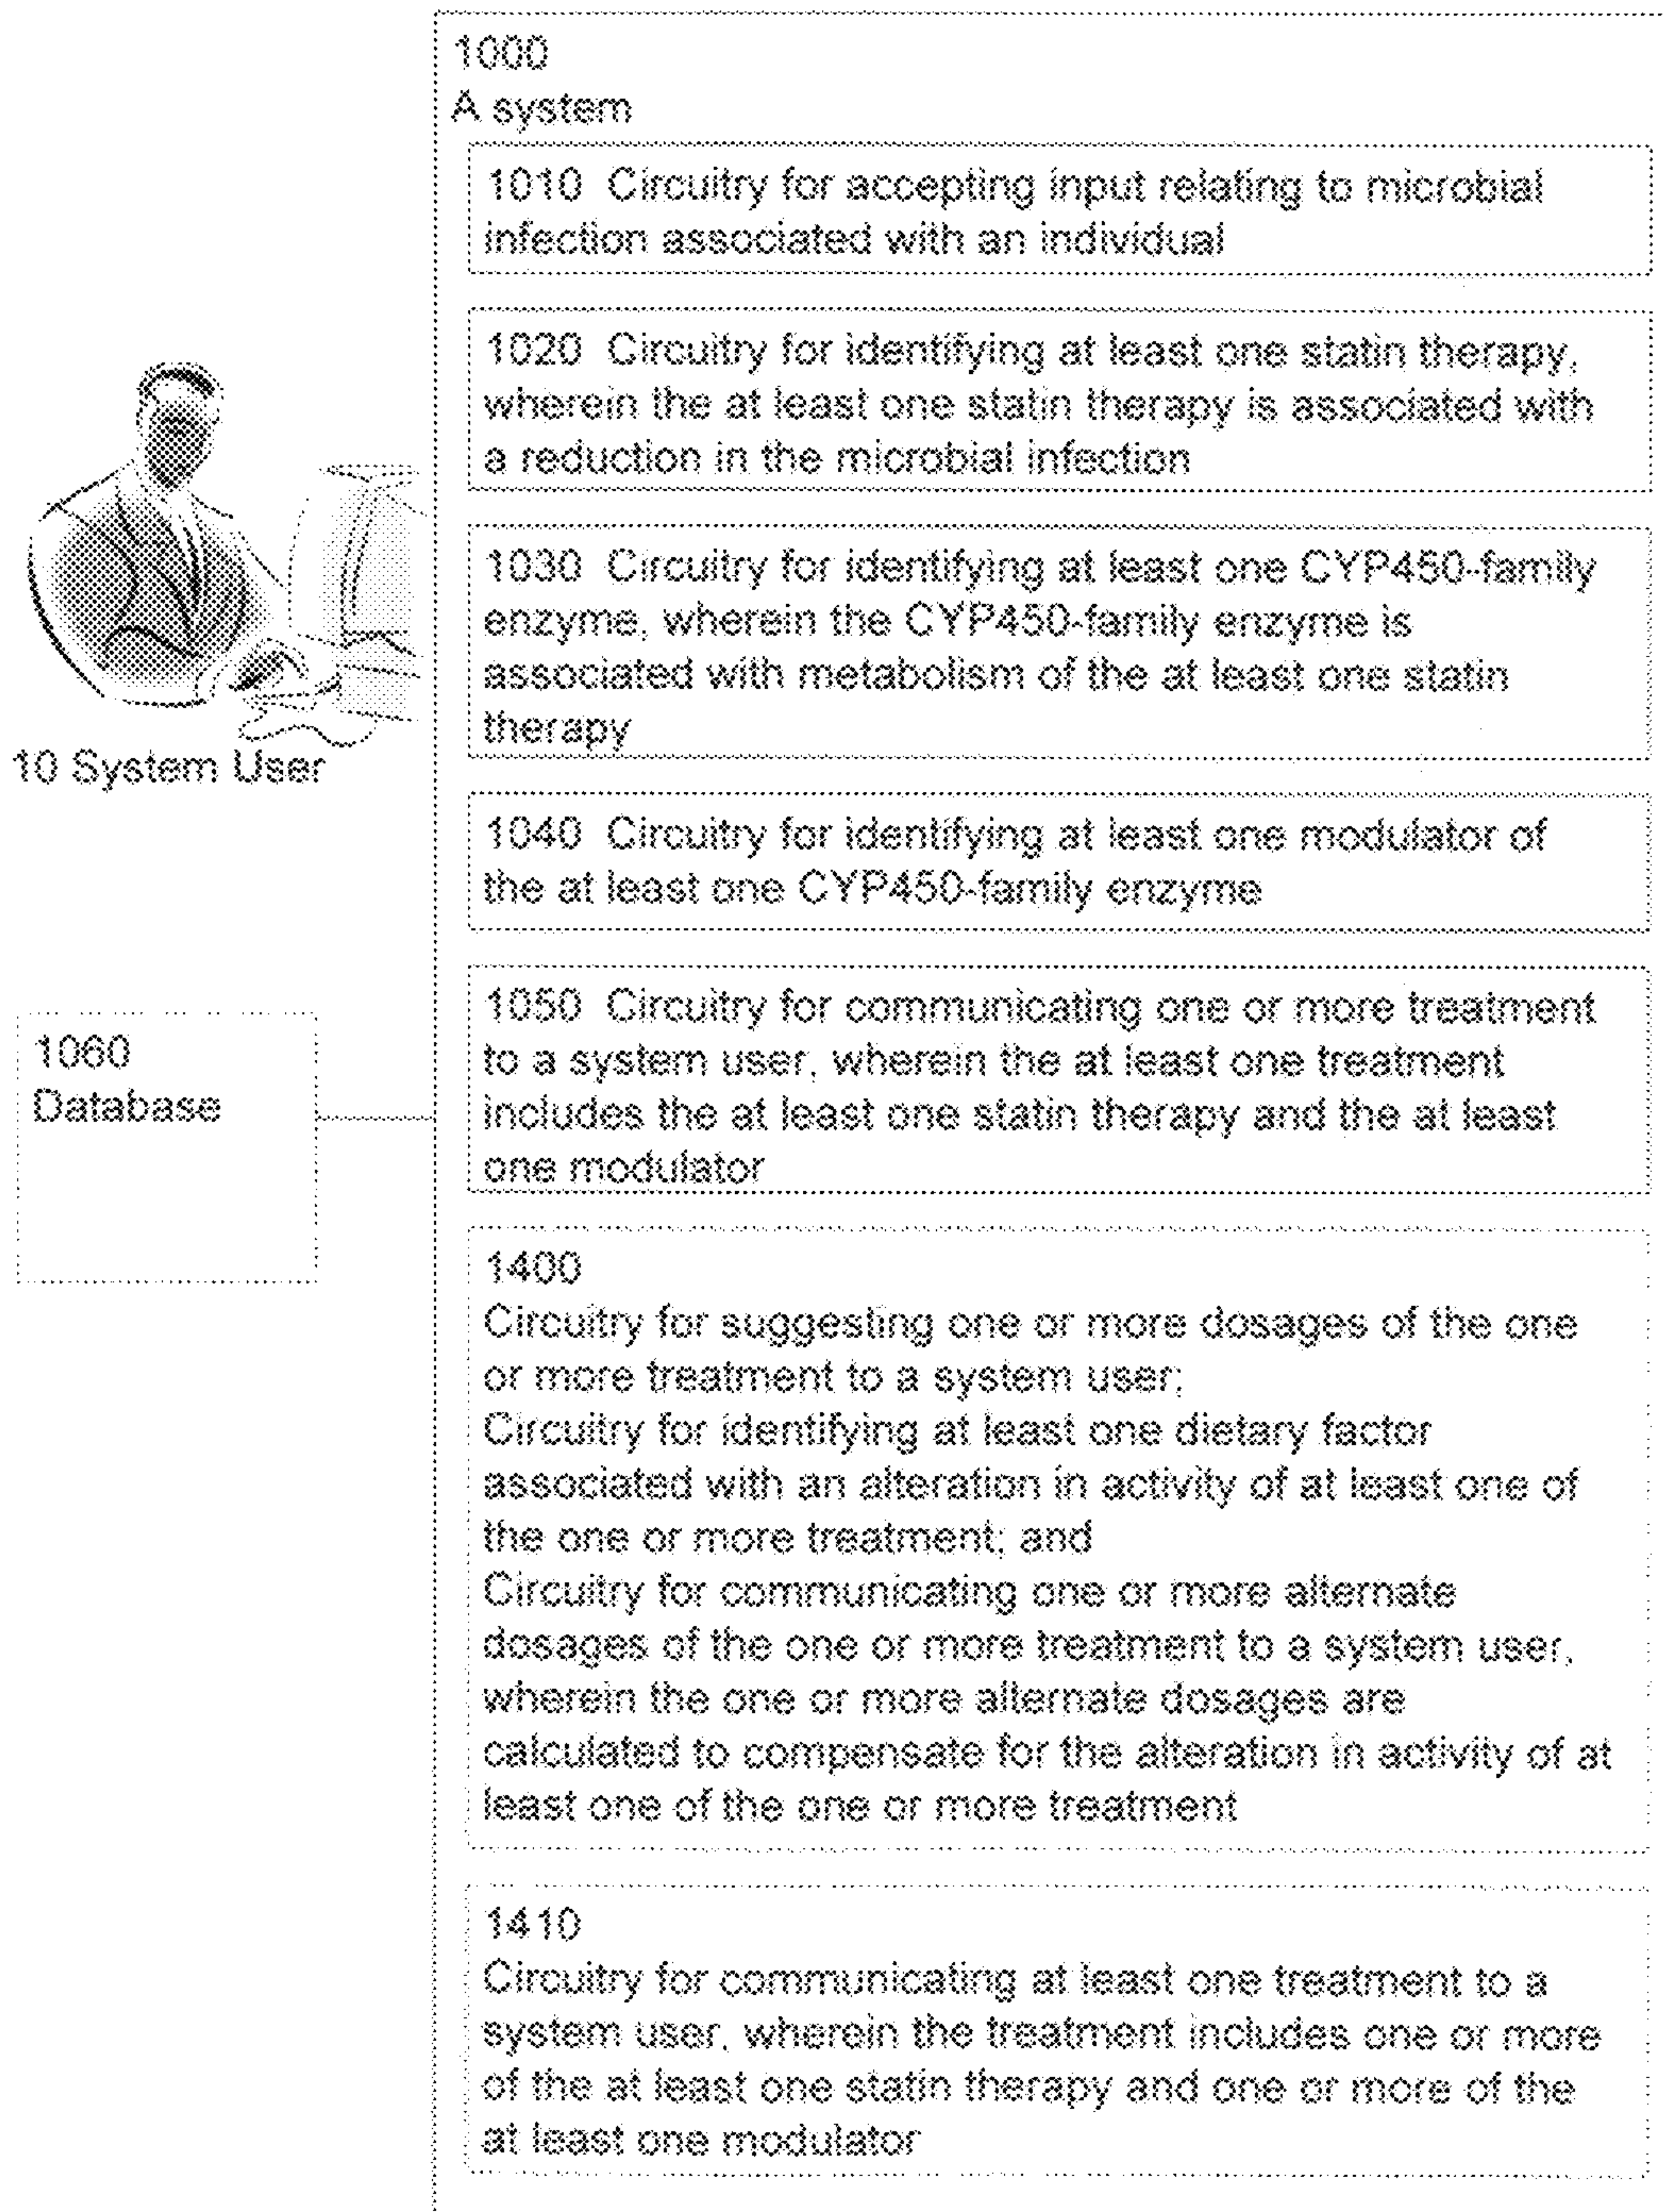 1000
A system
1010 Circuitry for accepting input relating to microbial
infection associated with an individual
1020 Circuitry for identifying at least one statin therapy,
wherein the at least one statin therapy is associated with
a reduction in the microbial infection
1030 Circuitry for identifying at least one CYP450-family
enzyme, wherein the CYP450-family enzyme is
associated with metabolism of the at least one statin
therapy
10 System User
1040 Circuitry for identifying at least one modulator of
the at least one CYP450-family enzyme
1050 Circuitry for communicating one or more treatment
to a system user, wherein the at least one treatment
includes the at least one statin therapy and the at least
one modulator
1060
Database
1400
Circuitry for suggesting one or more dosages of the one
or more treatment to a system user;
Circuitry for identifying at least one dietary factor
associated with an alteration in activity of at least one of
the one or more treatment; and
Circuitry for communicating one or more alternate
dosages of the one or more treatment to a system user,
wherein the one or more alternate dosages are
calculated to compensate for the alteration in activity of at
least one of the one or more treatment
1410
Circuitry for communicating at least one treatment to a
system user, wherein the treatment includes one or more
of the at least one statin therapy and one or more of the
at least one modulator